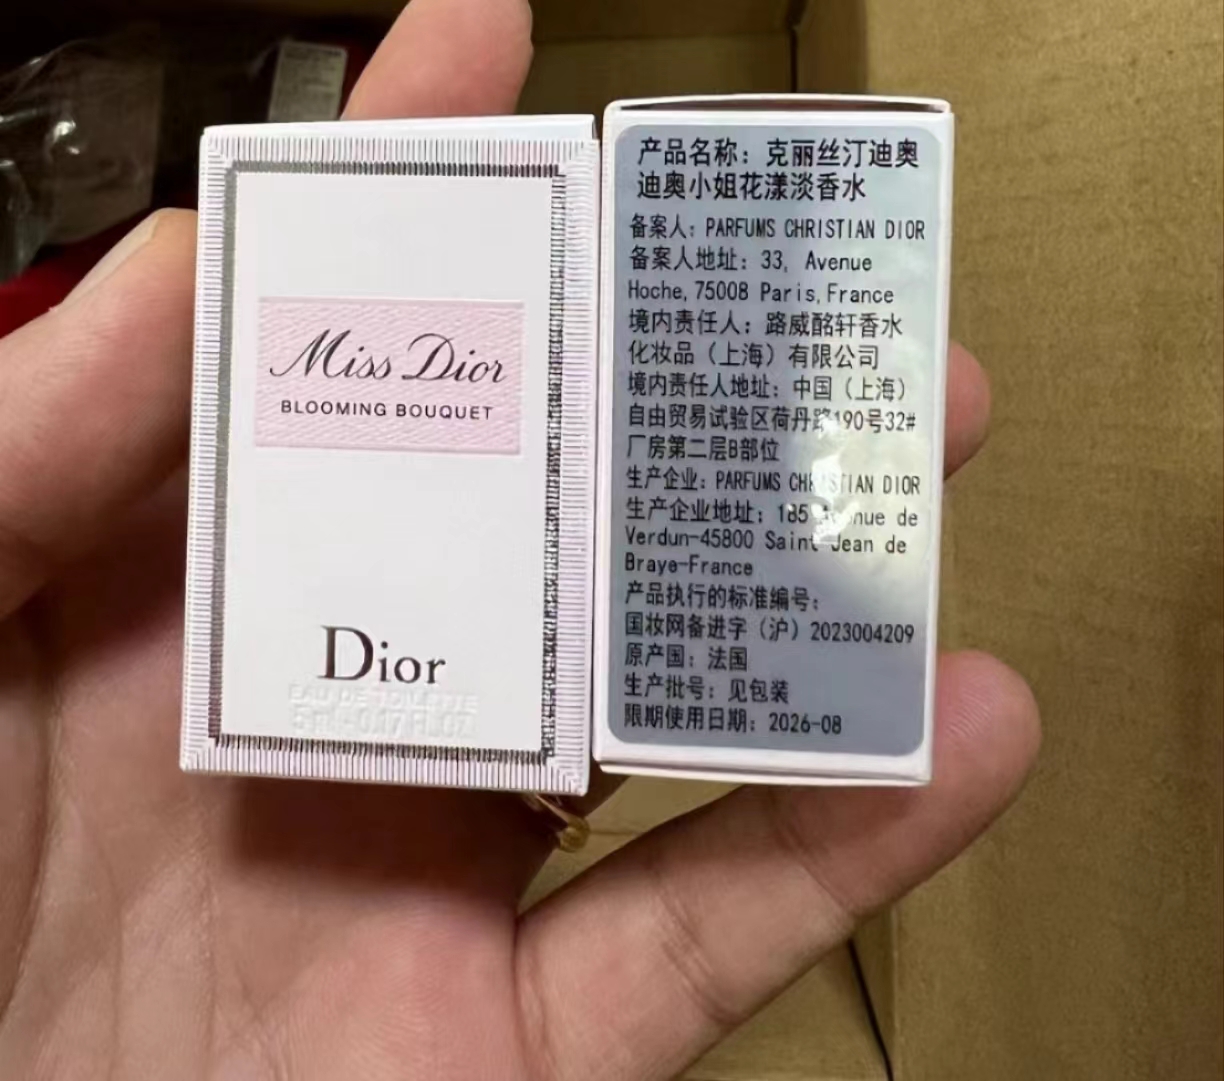 Miss Dior
BLOOMING BOUQUET
Dior
EAU DE TOILETTE
5ml-0.17Fl.oz
产品名称：克丽丝汀迪奥
迪奥小姐花漾淡香水
备案人：PARFUMS CHRISTIAN DIOR
备案人地址：33, Avenue
Hoche,75008 Paris,France
境内责任人：路威酩轩香水
化妆品（上海）有限公司
境内责任人地址：中国（上海）
自由贸易试验区荷丹路190号32#
厂房第二层B部位
生产企业：PARFUMS CHRISTIAN DIOR
生产企业地址：185 Avenue de
Verdun-45800 Saint Jean de
Braye-France
产品执行的标准编号：
国妆网备进字（沪）2023004209
原产国：法国
生产批号：见包装
限期使用日期：2026-08